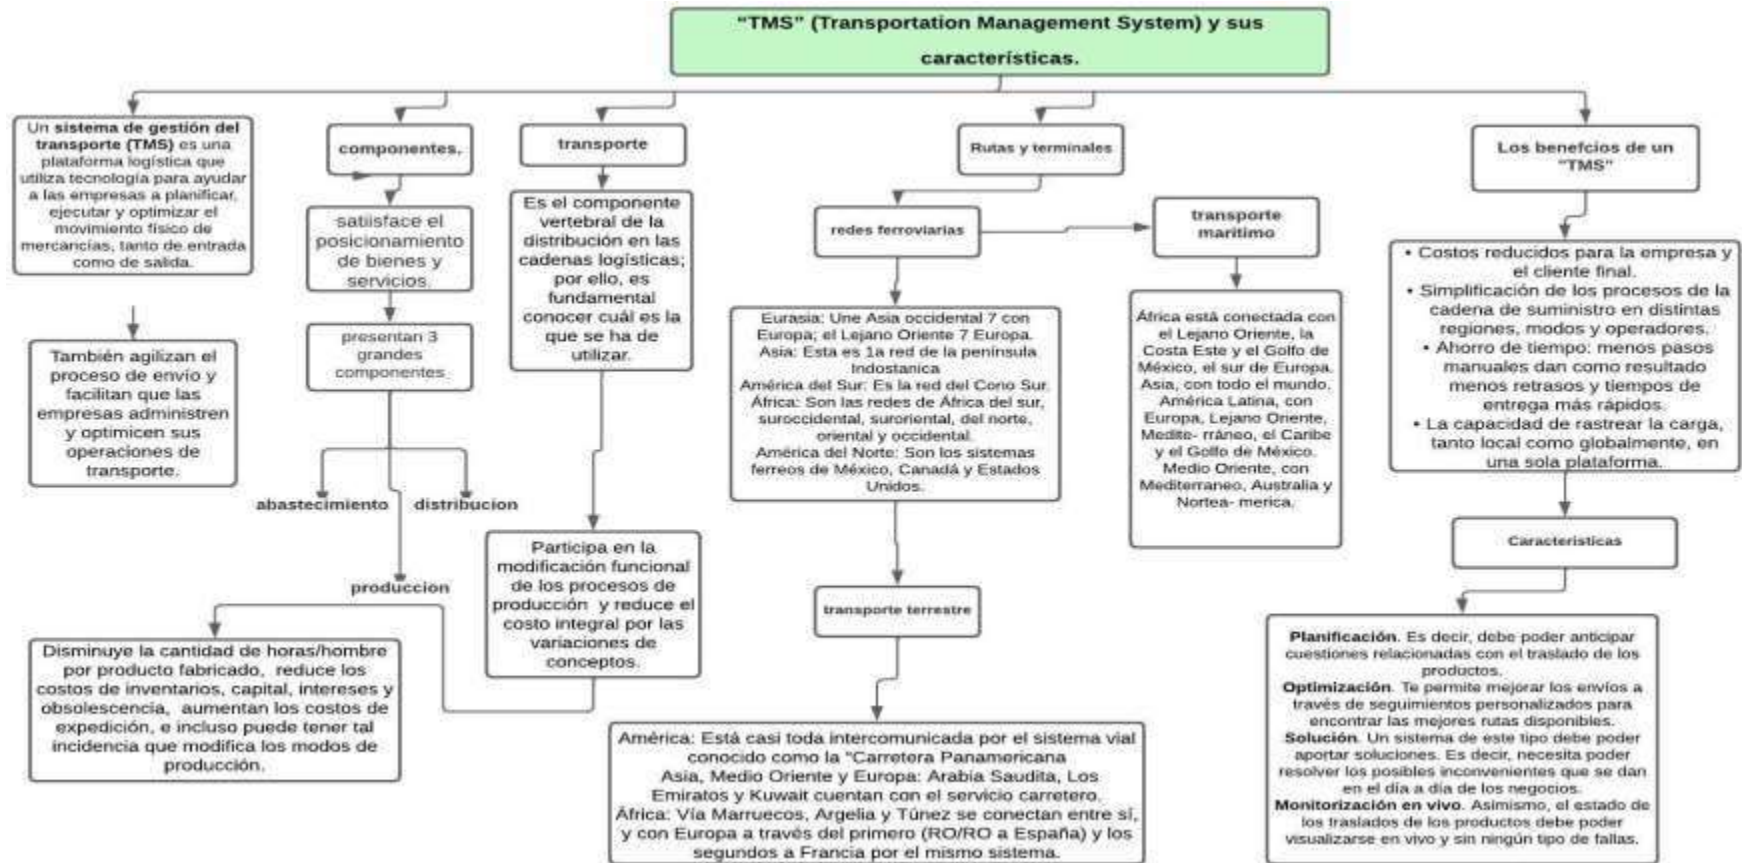 "TMS" (Transportation Management System) y sus
características.
Un sistema de gestión del
transporte (TMS) es una
plataforma logística que
utiliza tecnología para ayudar
a las empresas a planificar,
ejecutar y optimizar el
movimiento físico de
mercancías, tanto de entrada
como de salida.
También agilizan el
proceso de envío y
facilitan que las
empresas administren
y optimicen sus
operaciones de
transporte.
componentes.
satiisface el
posicionamiento
de bienes y
servicios.
presentan 3
grandes
componentes
abastecimiento
distribucion
produccion
transporte
Es el componente
vertebral de la
distribución en las
cadenas logísticas;
por ello, es
fundamental
conocer cuál es la
que se ha de
utilizar.
Participa en la
modificación funcional
de los procesos de
producción y reduce el
costo integral por las
variaciones de
conceptos.
Disminuye la cantidad de horas/hombre
por producto fabricado, reduce los
costos de inventarios, capital, intereses y
obsolescencia, aumentan los costos de
expedición, e incluso puede tener tal
incidencia que modifica los modos de
producción.
Rutas y terminales
redes ferroviarias
Eurasia: Une Asia occidental 7 con
Europa; el Lejano Oriente 7 Europa.
Asia: Esta es 1a red de la península
Indostanica
América del Sur: Es la red del Cono Sur.
África: Son las redes de África del sur,
suroccidental, suroriental, del norte,
oriental y occidental.
América del Norte: Son los sistemas
ferreos de México, Canadá y Estados
Unidos.
transporte
maritimo
África está conectada con
el Lejano Oriente, la
Costa Este y el Golfo de
México, el sur de Europa.
Asia, con todo el mundo.
América Latina, con
Europa, Lejano Oriente,
Medite- rráneo, el Caribe
y el Golfo de México.
Medio Oriente, con
Mediterraneo, Australia y
Nortea- merica.
transporte terrestre
América: Está casi toda intercomunicada por el sistema vial
conocido como la "Carretera Panamericana
Asia, Medio Oriente y Europa: Arabia Saudita, Los
Emiratos y Kuwait cuentan con el servicio carretero.
África: Vía Marruecos, Argelia y Túnez se conectan entre sí,
y con Europa a través del primero (RO/RO a España) y los
segundos a Francia por el mismo sistema.
Los benefcios de un
"TMS"
• Costos reducidos para la empresa y
el cliente final.
• Simplificación de los procesos de la
cadena de suministro en distintas
regiones, modos y operadores.
• Ahorro de tiempo: menos pasos
manuales dan como resultado
menos retrasos y tiempos de
entrega más rápidos.
• La capacidad de rastrear la carga,
tanto local como globalmente, en
una sola plataforma.
Caracteristicas
Planificación. Es decir, debe poder anticipar
cuestiones relacionadas con el traslado de los
productos.
Optimización. Te permite mejorar los envíos a
través de seguimientos personalizados para
encontrar las mejores rutas disponibles.
Solución. Un sistema de este tipo debe poder
aportar soluciones. Es decir, necesita poder
resolver los posibles inconvenientes que se dan
en el día a día de los negocios.
Monitorización en vivo. Asimismo, el estado de
los traslados de los productos debe poder
visualizarse en vivo y sin ningún tipo de fallas.